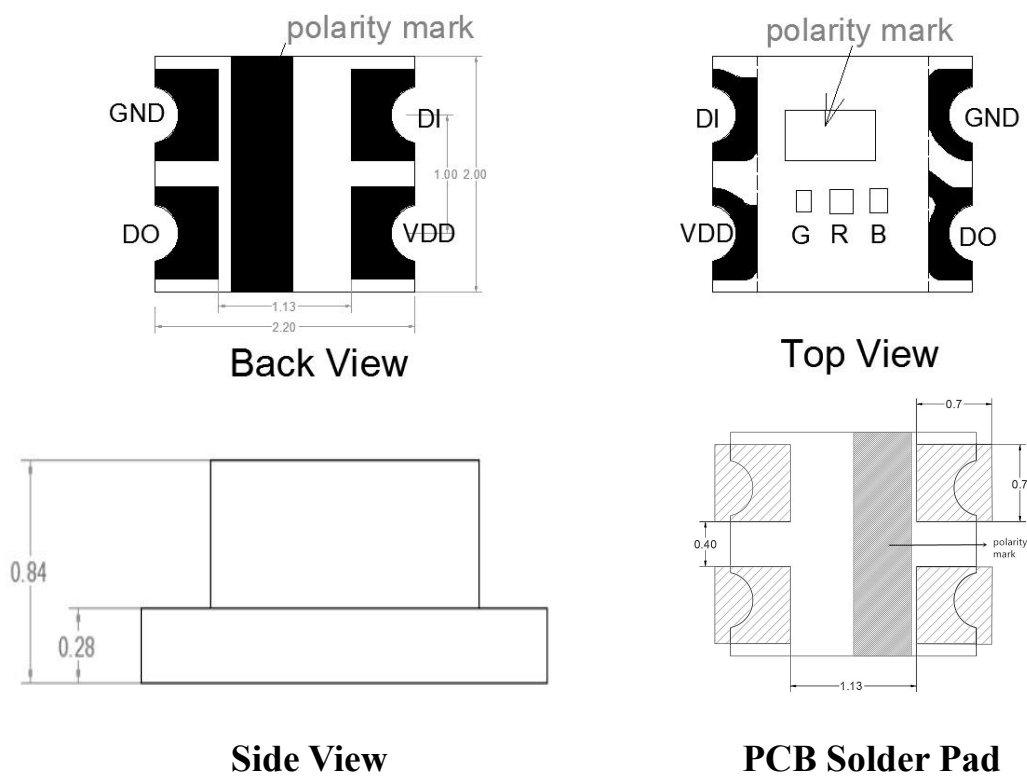 polarity mark
GND
DI
DO
VDD
1.00
2.00
1.13
2.20
Back View
polarity mark
DI
GND
VDD
G
R
B
DO
Top View
0.84
0.28
Side View
0.7
0.7
0.40
polarity
mark
1.13
PCB Solder Pad